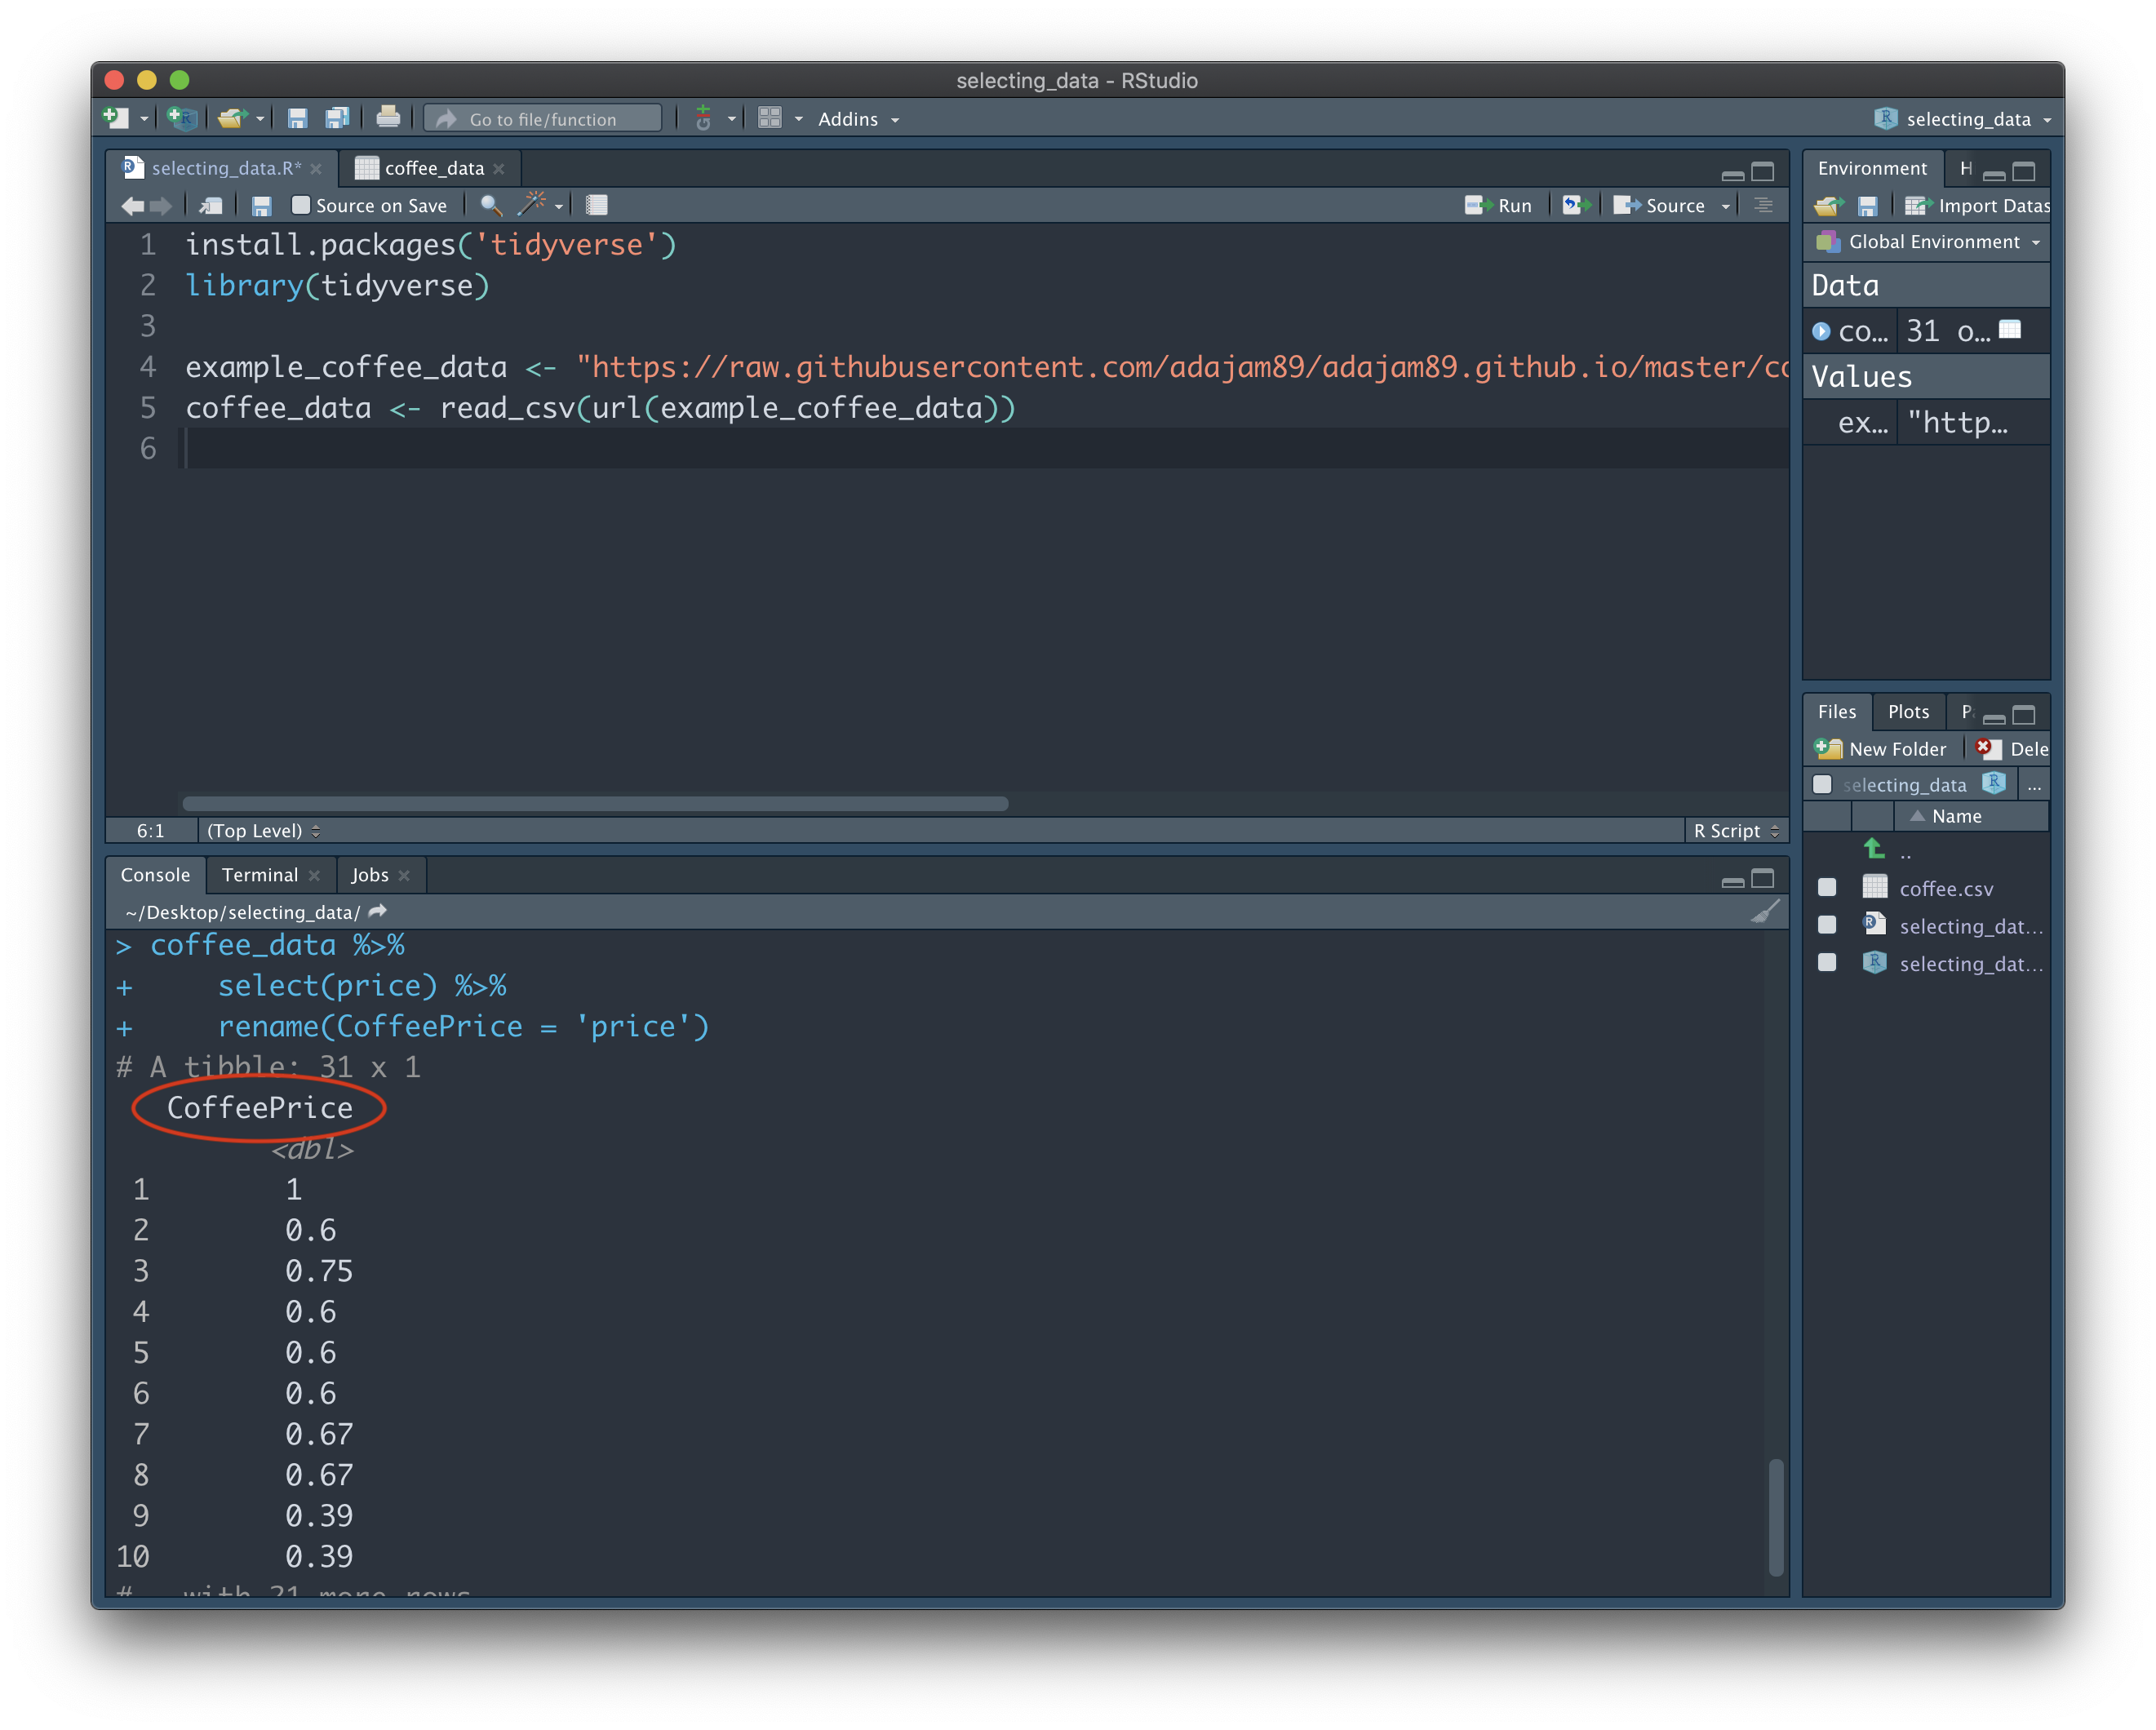 selecting_data - RStudio
Go to file/function
Addins
selecting_data
selecting_data.R*
coffee_data
Source on Save
Run
Source
1 install.packages('tidyverse')
2 library(tidyverse)
3
4 example_coffee_data <- "https://raw.githubusercontent.com/adajam89/adajam89.github.io/master/co
5 coffee_data <- read_csv(url(example_coffee_data))
6
6:1 (Top Level)
R Script
Console
Terminal
Jobs
~/Desktop/selecting_data/
> coffee_data %>%
+ select(price) %>%
+ rename(CoffeePrice = 'price')
# A tibble: 31 x 1
CoffeePrice
<dbl>
1 1
2 0.6
3 0.75
4 0.6
5 0.6
6 0.6
7 0.67
8 0.67
9 0.39
10 0.39
# with 21 more rows
Environment H
Import Datas
Global Environment
Data
co… 31 o…
Values
ex… "http…
Files Plots P
New Folder Dele
selecting_data ...
Name
..
coffee.csv
selecting_dat…
selecting_dat…